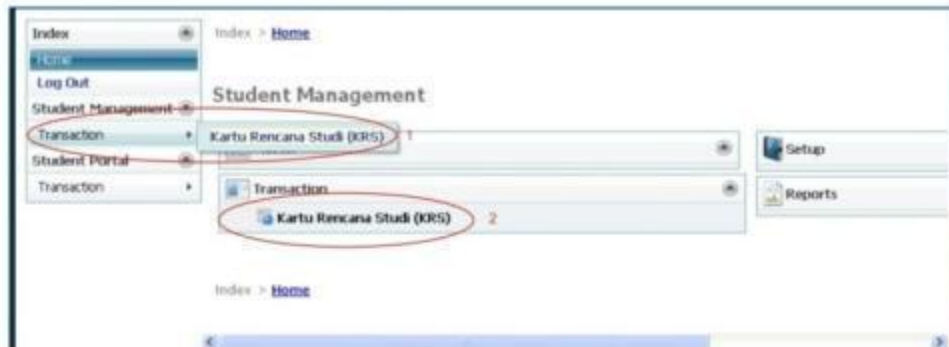 Index
Home
Log Out
Student Management
Transaction
Student Portal
Transaction
Index > Home
Student Management
Kartu Rencana Studi (KRS) 1
Transaction
Kartu Rencana Studi (KRS) 2
Setup
Reports
Index > Home